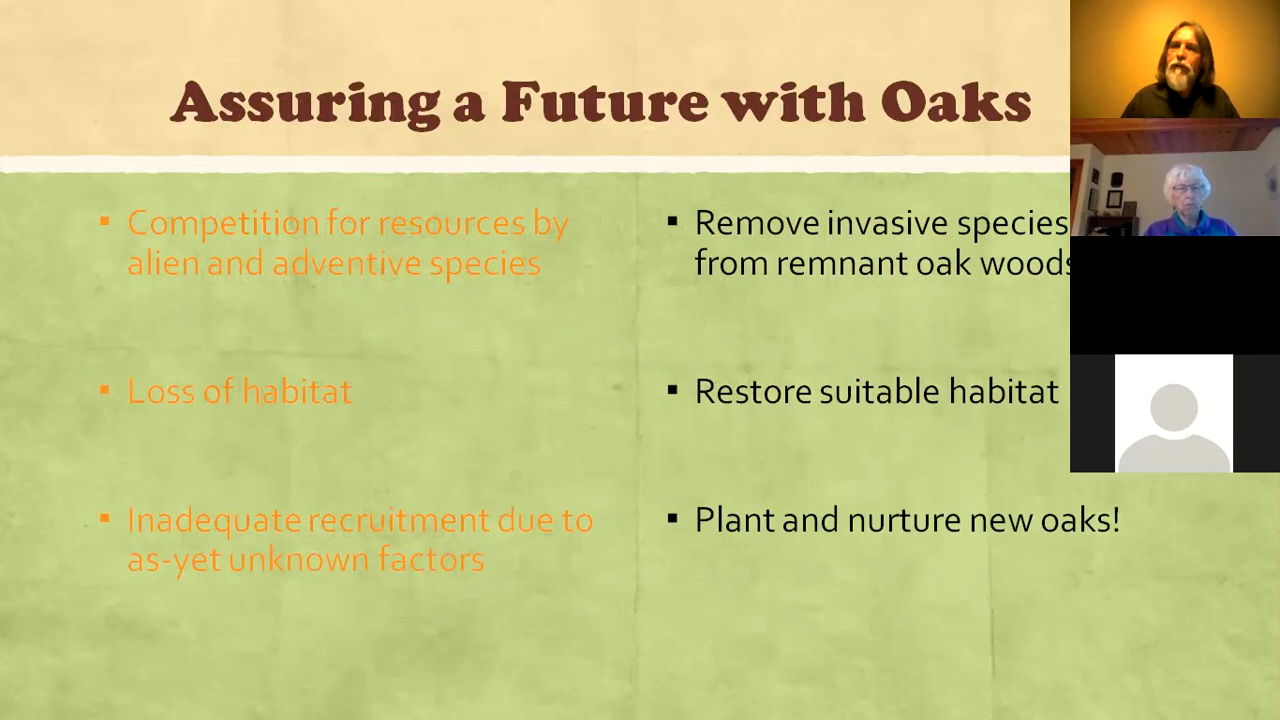 Assuring a Future with Oaks
▪ Competition for resources by
alien and adventive species
▪ Loss of habitat
▪ Inadequate recruitment due to
as-yet unknown factors
▪ Remove invasive species
from remnant oak woods
▪ Restore suitable habitat
▪ Plant and nurture new oaks!